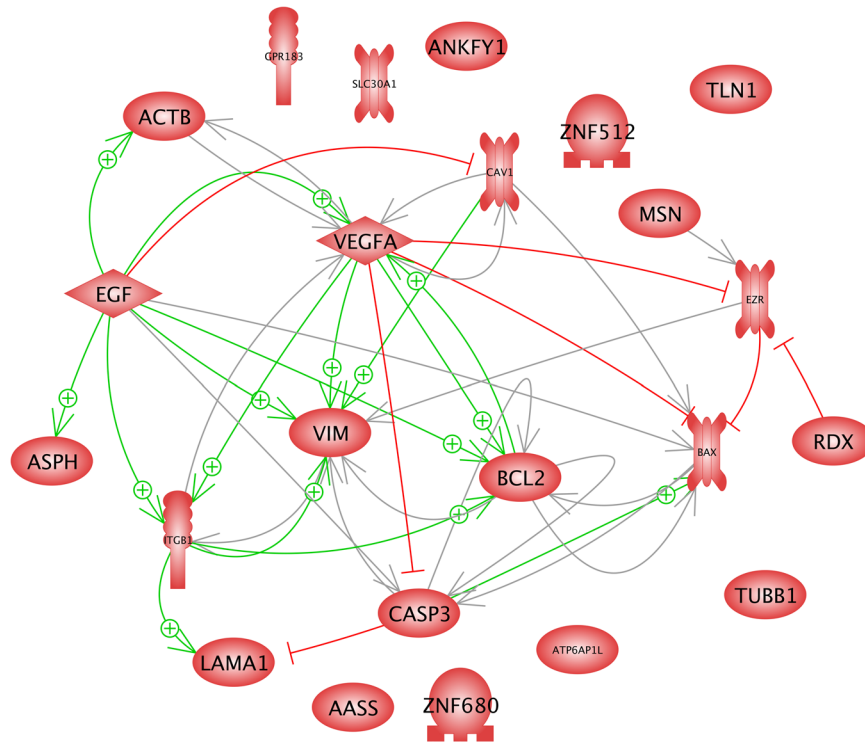 ANKFY1
GPR183
SLC30A1
TLN1
ACTB
ZNF512
CAV1
MSN
VEGFA
EGF
EZR
VIM
RDX
BAX
ASPH
BCL2
ITGB1
TUBB1
CASP3
ATP6AP1L
LAMA1
AASS
ZNF680